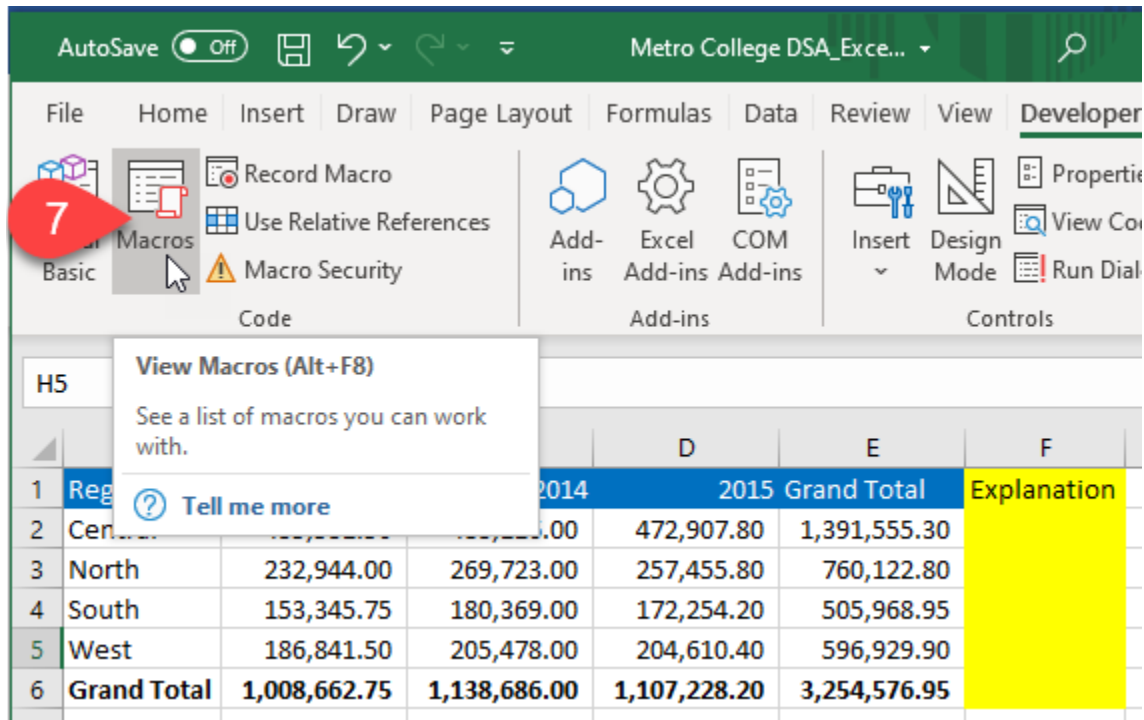 AutoSave Off Metro College DSA_Exce...
File Home Insert Draw Page Layout Formulas Data Review View Developer
7
Basic
Macros
Record Macro
Use Relative References
Macro Security
Code
Add-
ins
Excel
Add-ins
COM
Add-ins
Add-ins
Insert
Design
Mode
View
Run
Controls
H5
View Macros (Alt+F8)
See a list of macros you can work
with.
? Tell me more
D E F
1 2014 2015 Grand Total Explanation
2 472,907.80 1,391,555.30
3 North 232,944.00 269,723.00 257,455.80 760,122.80
4 South 153,345.75 180,369.00 172,254.20 505,968.95
5 West 186,841.50 205,478.00 204,610.40 596,929.90
6 Grand Total 1,008,662.75 1,138,686.00 1,107,228.20 3,254,576.95